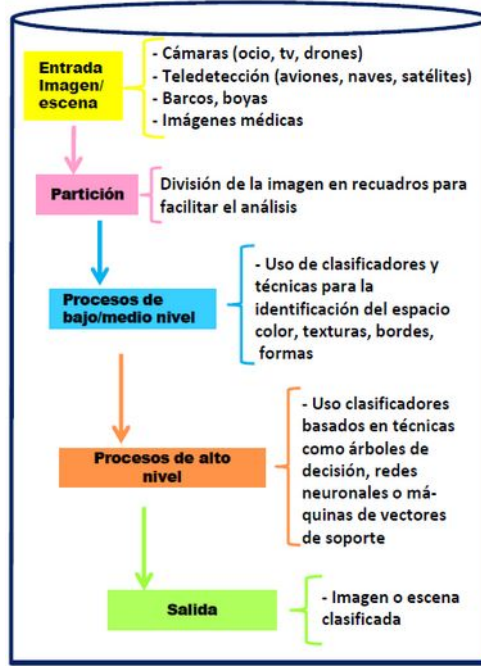 Entrada
Imagen/
escena
- Cámaras (ocio, tv, drones)
- Teledetección (aviones, naves, satélites)
- Barcos, boyas
- Imágenes médicas
Partición
División de la imagen en recuadros para
facilitar el análisis
Procesos de
bajo/medio nivel
- Uso de clasificadores y
técnicas para la
identificación del espacio
color, texturas, bordes,
formas
Procesos de alto
nivel
- Uso clasificadores
basados en técnicas
como árboles de
decisión, redes
neuronales o má-
quinas de vectores
de soporte
Salida
- Imagen o escena
clasificada